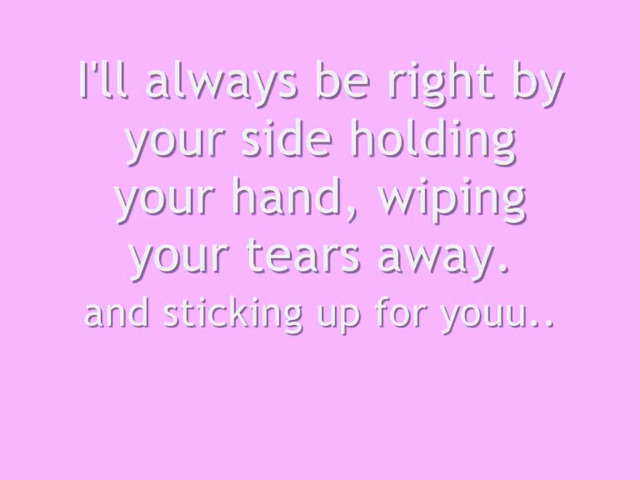 I'll always be right by
your side holding
your hand, wiping
your tears away.
and sticking up for youu..